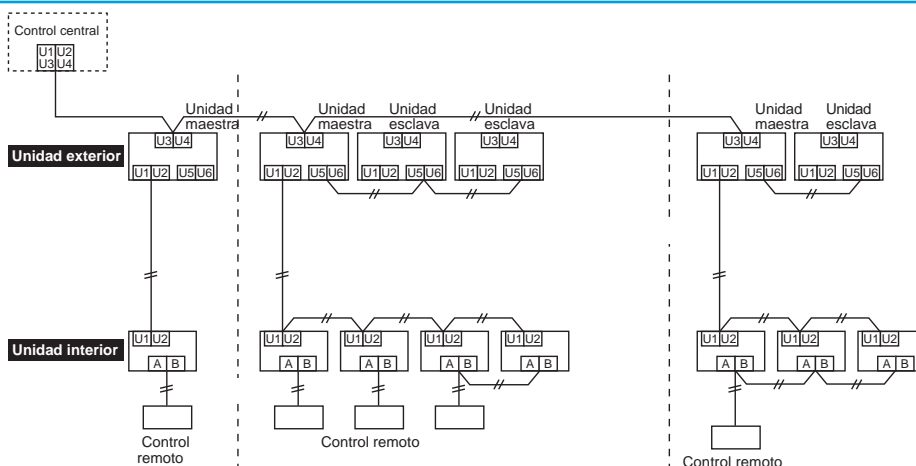 Control central
U1 U2
U3 U4
Unidad maestra
Unidad maestra
Unidad esclava
Unidad esclava
Unidad maestra
Unidad esclava
U3 U4
U3 U4
U3 U4
U3 U4
U3 U4
U3 U4
Unidad exterior
U1 U2 U5 U6
U1 U2 U5 U6
U1 U2 U5 U6
U1 U2 U5 U6
U1 U2 U5 U6
U1 U2 U5 U6
U1 U2
U1 U2
U1 U2
U1 U2
U1 U2
U1 U2
U1 U2
U1 U2
Unidad interior
A B
A B
A B
A B
A B
A B
A B
A B
Control remoto
Control remoto
Control remoto